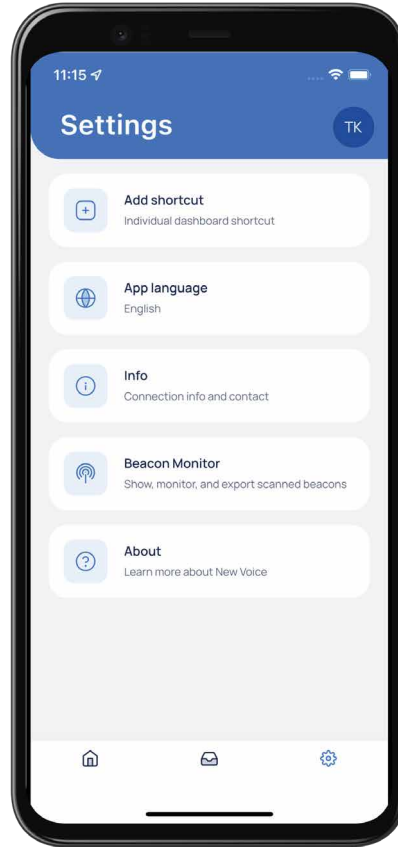 11:15
Settings
TK
Add shortcut
Individual dashboard shortcut
App language
English
Info
Connection info and contact
Beacon Monitor
Show, monitor, and export scanned beacons
About
Learn more about New Voice